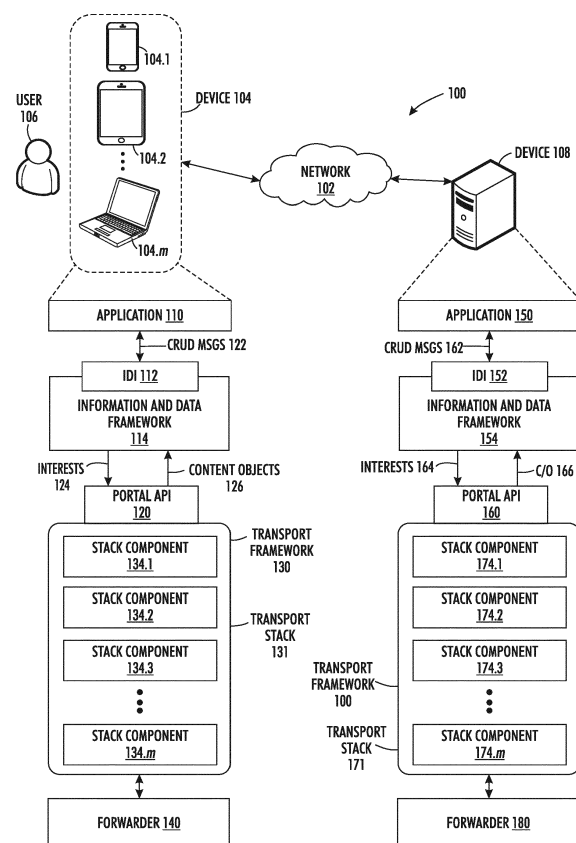 104.1
USER
106
DEVICE 104
100
104.2
DEVICE 108
NETWORK
102
104.m
APPLICATION 110
CRUD MSGS 122
IDI 112
INFORMATION AND DATA
FRAMEWORK
114
INTERESTS
124
CONTENT OBJECTS
126
PORTAL API
120
TRANSPORT
FRAMEWORK
130
STACK COMPONENT
134.1
STACK COMPONENT
134.2
TRANSPORT
STACK
131
STACK COMPONENT
134.3
STACK COMPONENT
134.m
FORWARDER 140
APPLICATION 150
CRUD MSGS 162
IDI 152
INFORMATION AND DATA
FRAMEWORK
154
INTERESTS 164
C/O 166
PORTAL API
160
STACK COMPONENT
174.1
STACK COMPONENT
174.2
STACK COMPONENT
174.3
TRANSPORT
FRAMEWORK
100
TRANSPORT
STACK
171
STACK COMPONENT
174.m
FORWARDER 180